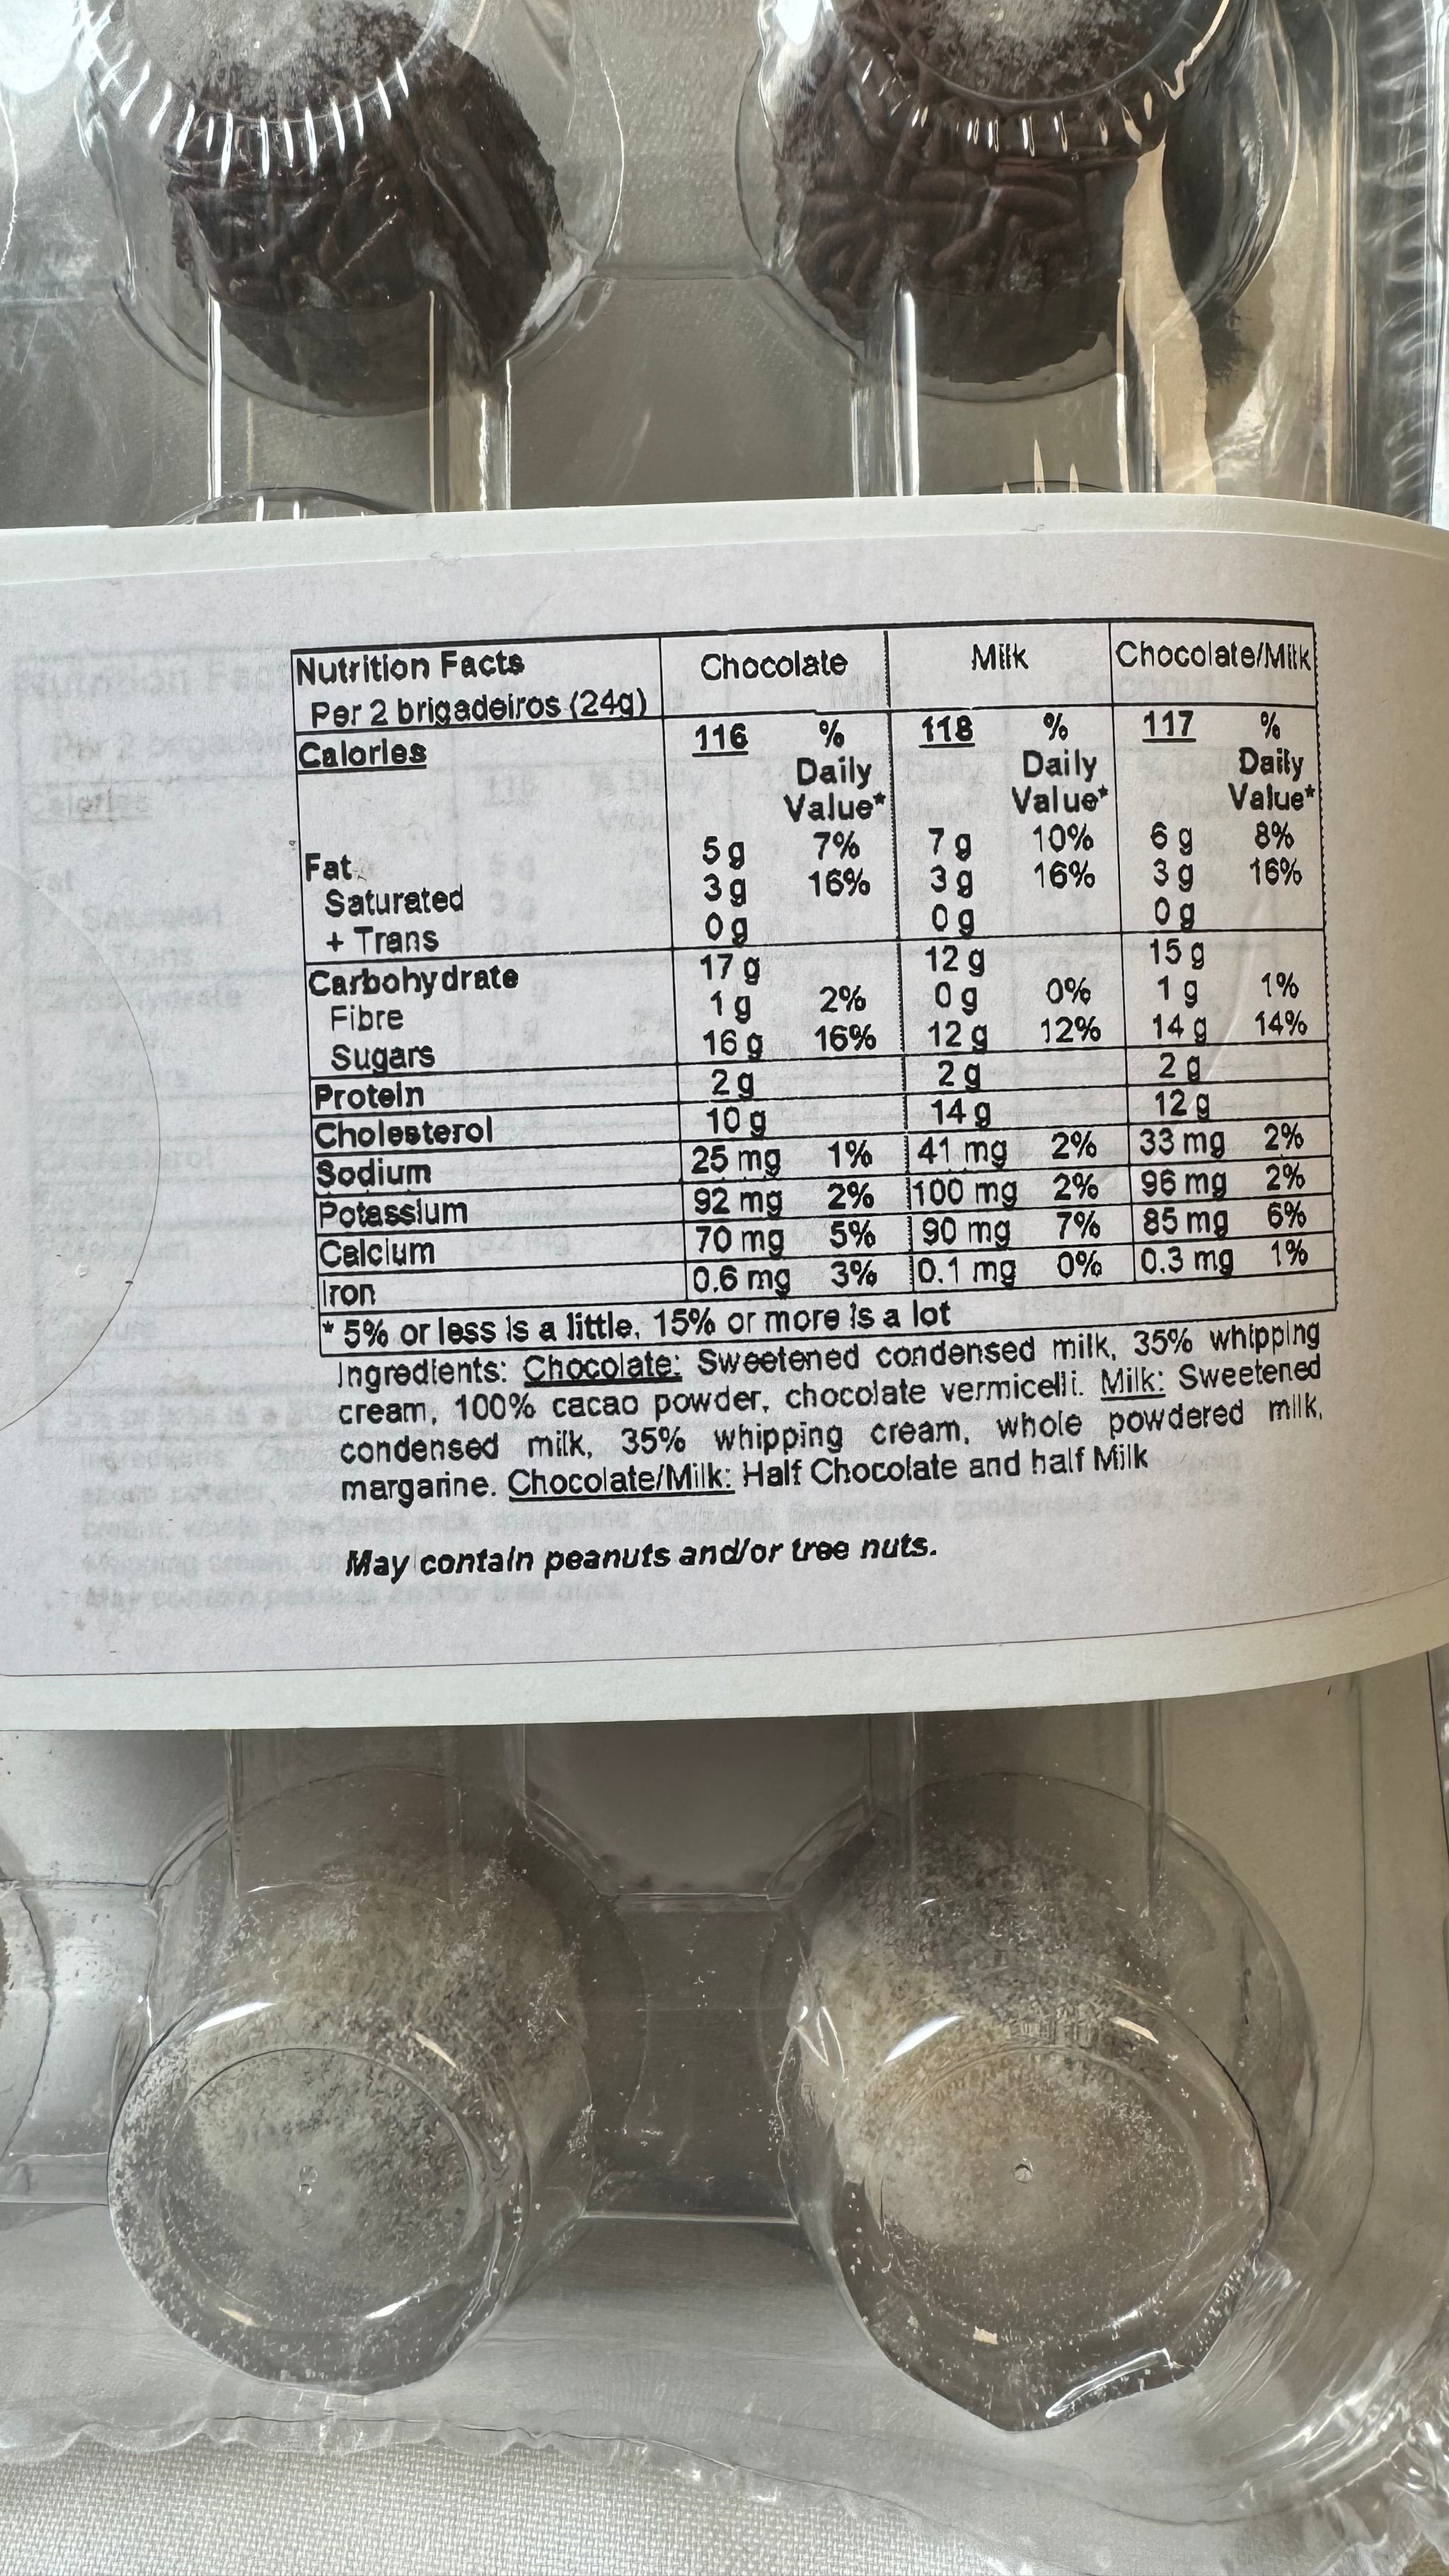 Nutrition Facts Chocolate Milk Chocolate/Milk
Per 2 brigadeiros (24g)
Calories 116 % Daily Value* 118 % Daily Value* 117 % Daily Value*
Fat 5 g 7% 7 g 10% 6 g 8%
Saturated 3 g 16% 3 g 16% 3 g 16%
+ Trans 0 g 0 g 0 g
Carbohydrate 17 g 12 g 15 g
Fibre 1 g 2% 0 g 0% 1 g 1%
Sugars 16 g 16% 12 g 12% 14 g 14%
Protein 2 g 2 g 2 g
Cholesterol 10 g 14 g 12 g
Sodium 25 mg 1% 41 mg 2% 33 mg 2%
Potassium 92 mg 2% 100 mg 2% 96 mg 2%
Calcium 70 mg 5% 90 mg 7% 85 mg 6%
Iron 0.6 mg 3% 0.1 mg 0% 0.3 mg 1%
* 5% or less is a little, 15% or more is a lot
Ingredients: Chocolate: Sweetened condensed milk, 35% whipping
cream, 100% cacao powder, chocolate vermicelli. Milk: Sweetened
condensed milk, 35% whipping cream, whole powdered milk,
margarine. Chocolate/Milk: Half Chocolate and half Milk
May contain peanuts and/or tree nuts.